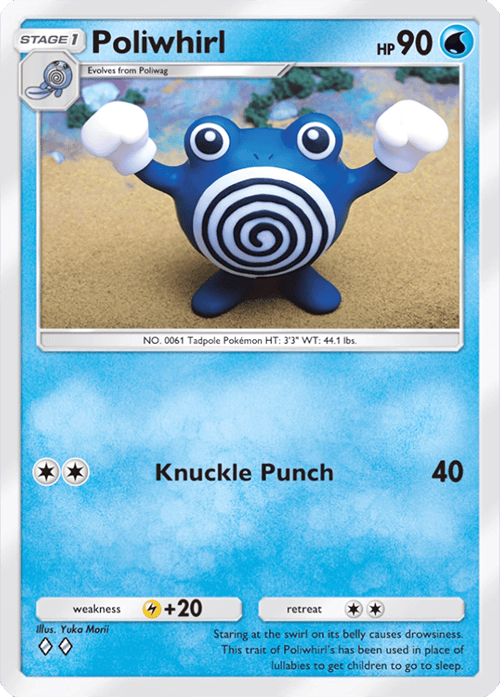 STAGE 1 Poliwhirl HP 90
Evolves from Poliwag
NO. 0061 Tadpole Pokémon HT: 3'3" WT: 44.1 lbs.
Knuckle Punch 40
weakness +20 retreat
Illus. Yuka Morii
Staring at the swirl on its belly causes drowsiness.
This trait of Poliwhirl's has been used in place of
lullabies to get children to go to sleep.